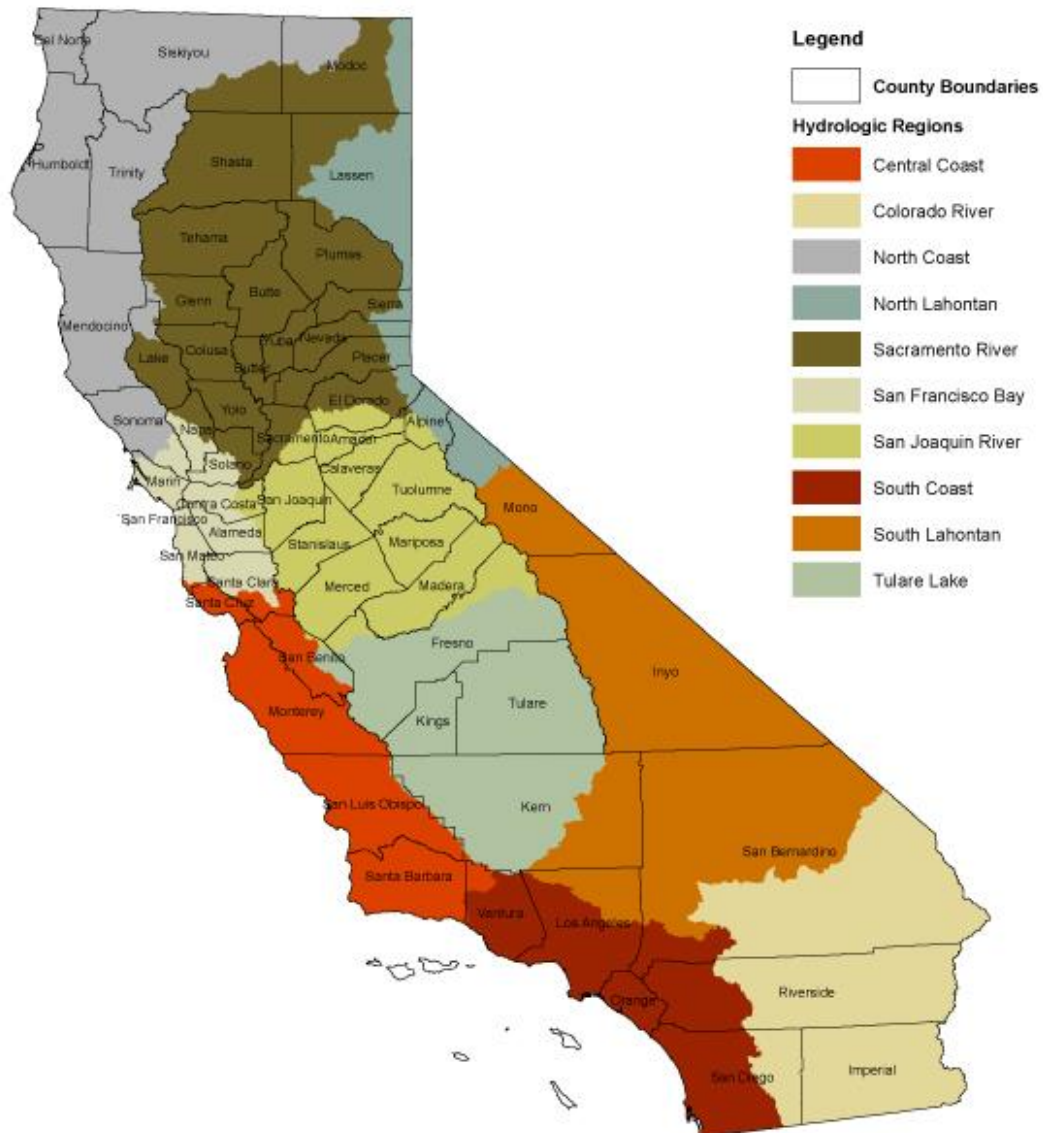 Legend
County Boundaries
Hydrologic Regions
Central Coast
Colorado River
North Coast
North Lahontan
Sacramento River
San Francisco Bay
San Joaquin River
South Coast
South Lahontan
Tulare Lake
Del Norte
Siskiyou
Modoc
Humboldt
Trinity
Shasta
Lassen
Tehama
Plumas
Glenn
Butte
Sierra
Mendocino
Lake
Colusa
Yuba
Nevada
Placer
Sutter
El Dorado
Sonoma
Napa
Yolo
Sacramento
Amador
Alpine
Solano
Calaveras
Marin
Contra Costa
San Joaquin
Tuolumne
Mono
San Francisco
Alameda
Stanislaus
Mariposa
San Mateo
Santa Clara
Merced
Madera
Santa Cruz
San Benito
Fresno
Inyo
Monterey
Kings
Tulare
San Luis Obispo
Kern
San Bernardino
Santa Barbara
Ventura
Los Angeles
Orange
Riverside
San Diego
Imperial